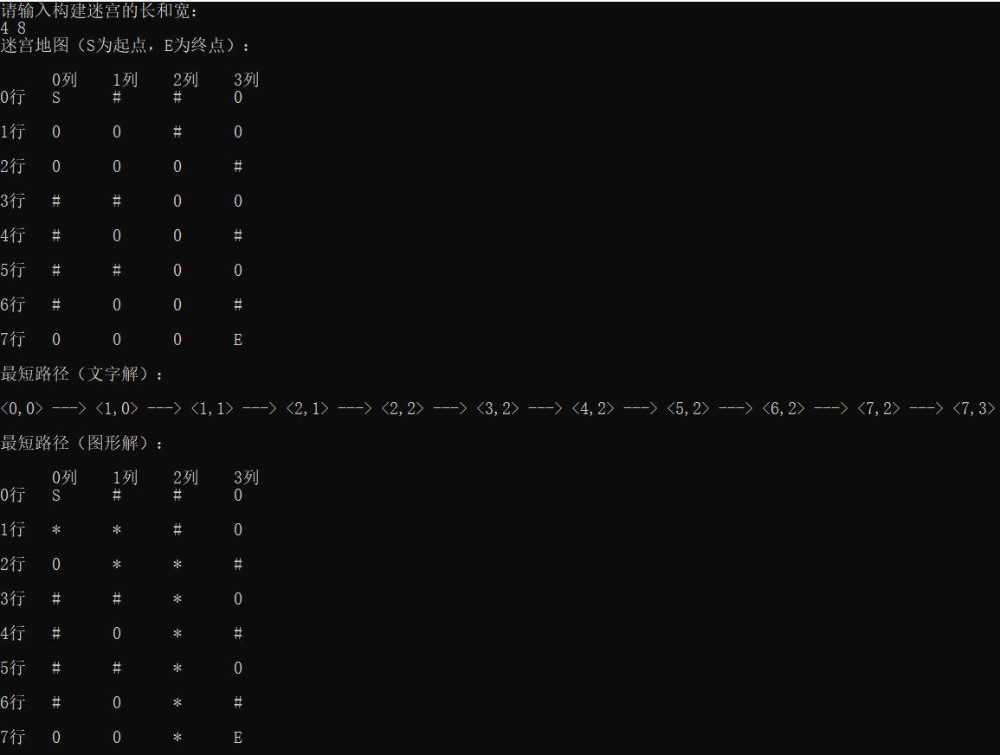 请输入构建迷宫的长和宽：
4 8
迷宫地图（S为起点，E为终点）：
0列 1列 2列 3列
0行 S # # 0
1行 0 0 # 0
2行 0 0 0 #
3行 # # 0 0
4行 # 0 0 #
5行 # # 0 0
6行 # 0 0 #
7行 0 0 0 E
最短路径（文字解）：
<0,0> ---> <1,0> ---> <1,1> ---> <2,1> ---> <2,2> ---> <3,2> ---> <4,2> ---> <5,2> ---> <6,2> ---> <7,2> ---> <7,3>
最短路径（图形解）：
0列 1列 2列 3列
0行 S # # 0
1行 * * # 0
2行 0 * * #
3行 # # * 0
4行 # 0 * #
5行 # # * 0
6行 # 0 * #
7行 0 0 * E